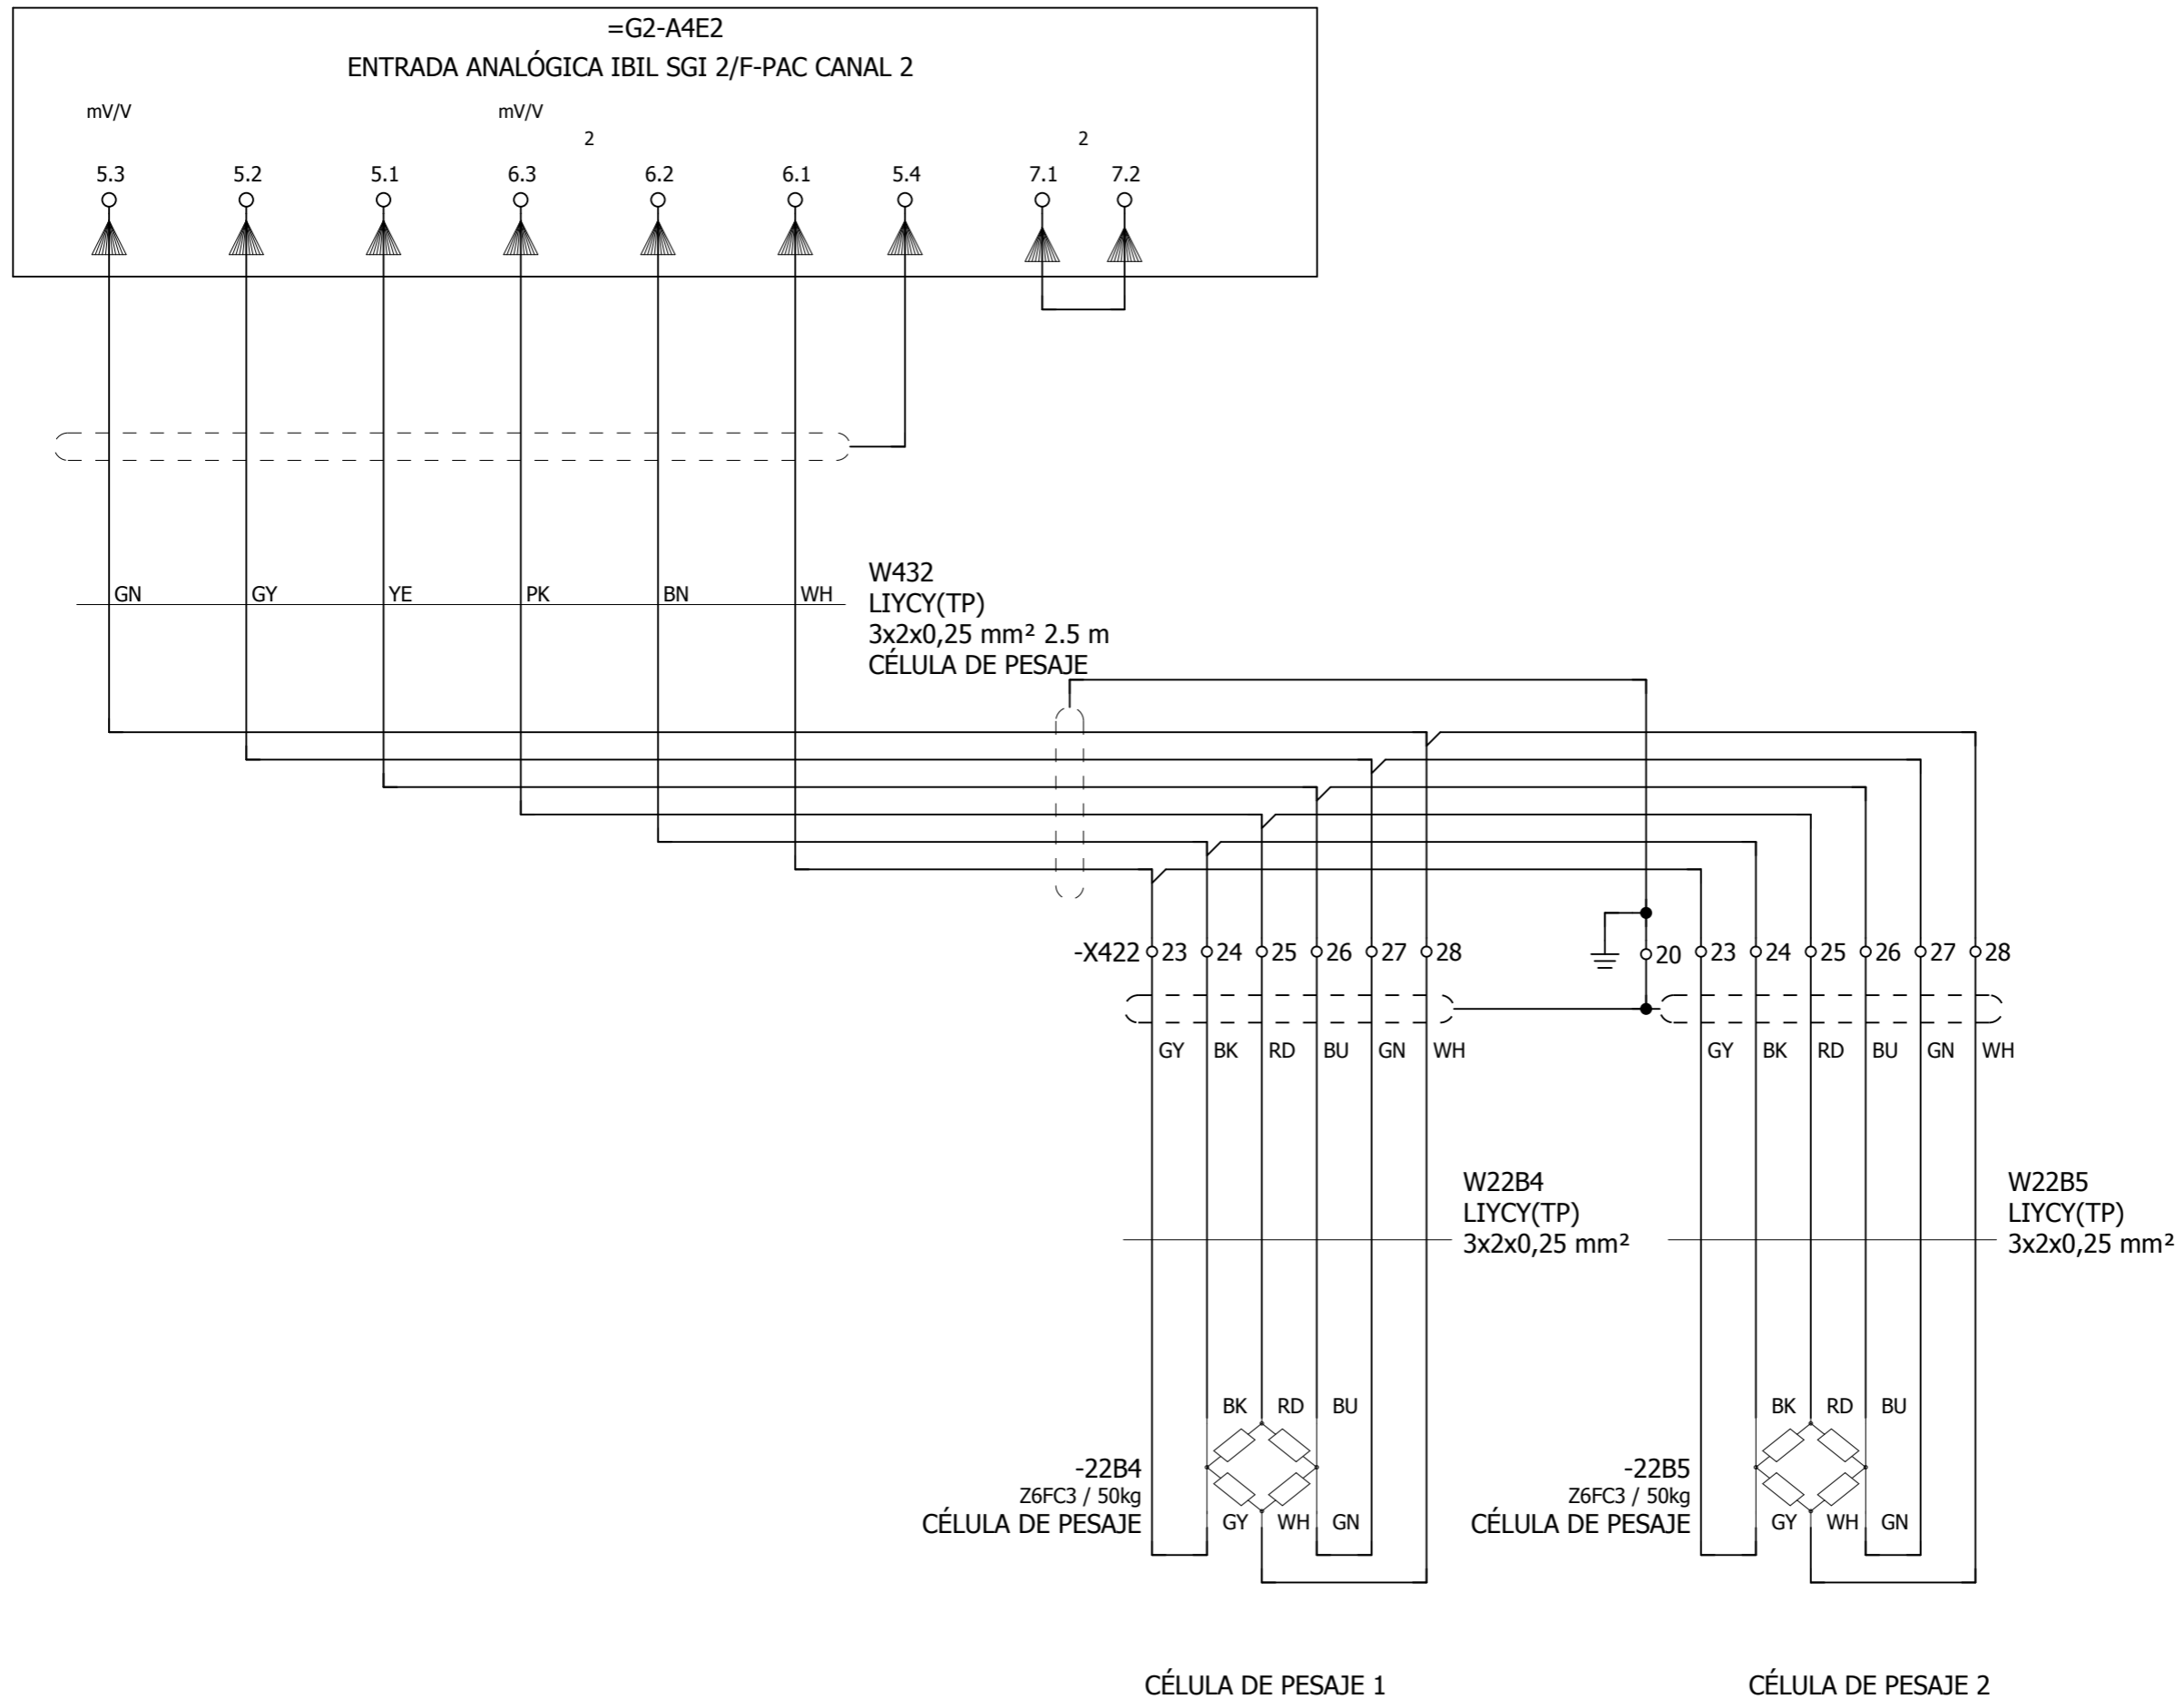 =G2-A4E2
ENTRADA ANALÓGICA IBIL SGI 2/F-PAC CANAL 2
mV/V mV/V
2 2
5.3 5.2 5.1 6.3 6.2 6.1 5.4 7.1 7.2
W432
GN GY YE PK BN WH LIYCY(TP)
3x2x0,25 mm² 2.5 m
CÉLULA DE PESAJE
-X422 23 24 25 26 27 28 20 23 24 25 26 27 28
GY BK RD BU GN WH GY BK RD BU GN WH
W22B4
LIYCY(TP)
3x2x0,25 mm²
W22B5
LIYCY(TP)
3x2x0,25 mm²
BK RD BU BK RD BU
-22B4
Z6FC3 / 50kg
CÉLULA DE PESAJE
GY WH GN
-22B5
Z6FC3 / 50kg
CÉLULA DE PESAJE
GY WH GN
CÉLULA DE PESAJE 1 CÉLULA DE PESAJE 2